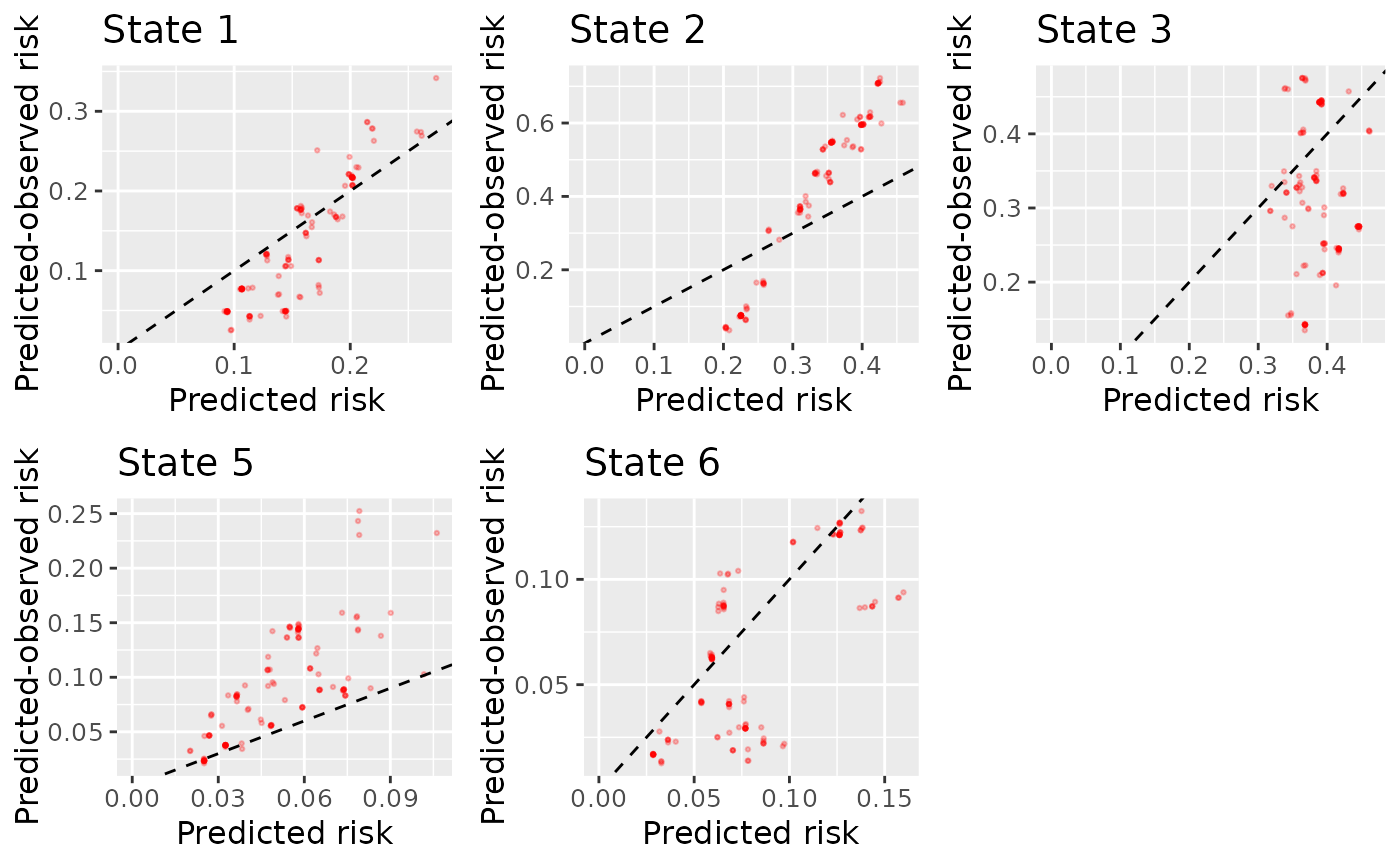 State 1
Predicted-observed risk
0.3
0.2
0.1
0.0 0.1 0.2
Predicted risk
State 2
Predicted-observed risk
0.6
0.4
0.2
0.0 0.1 0.2 0.3 0.4
Predicted risk
State 3
Predicted-observed risk
0.4
0.3
0.2
0.0 0.1 0.2 0.3 0.4
Predicted risk
State 5
Predicted-observed risk
0.25
0.20
0.15
0.10
0.05
0.00 0.03 0.06 0.09
Predicted risk
State 6
Predicted-observed risk
0.10
0.05
0.00 0.05 0.10 0.15
Predicted risk